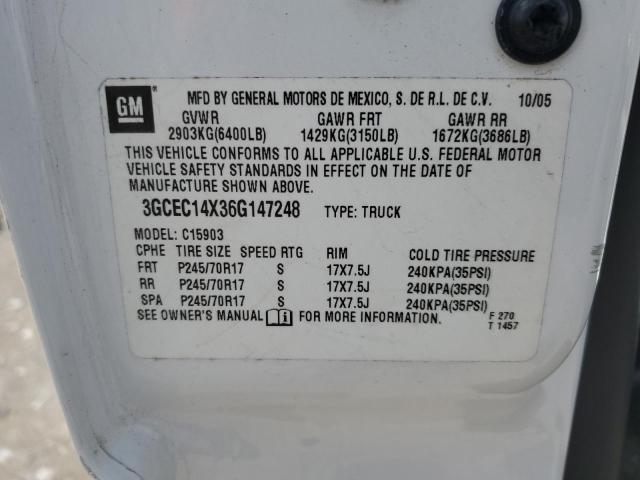 GM
MFD BY GENERAL MOTORS DE MEXICO, S. DE R.L. DE C.V. 10/05
GVWR GAWR FRT GAWR RR
2903KG(6400LB) 1429KG(3150LB) 1672KG(3686LB)
THIS VEHICLE CONFORMS TO ALL APPLICABLE U.S. FEDERAL MOTOR
VEHICLE SAFETY STANDARDS IN EFFECT ON THE DATE OF
MANUFACTURE SHOWN ABOVE.
3GCEC14X36G147248 TYPE: TRUCK
MODEL: C15903
CPHE TIRE SIZE SPEED RTG RIM COLD TIRE PRESSURE
FRT P245/70R17 S 17X7.5J 240KPA(35PSI)
RR P245/70R17 S 17X7.5J 240KPA(35PSI)
SPA P245/70R17 S 17X7.5J 240KPA(35PSI)
SEE OWNER'S MANUAL i FOR MORE INFORMATION. F 270
T 1457